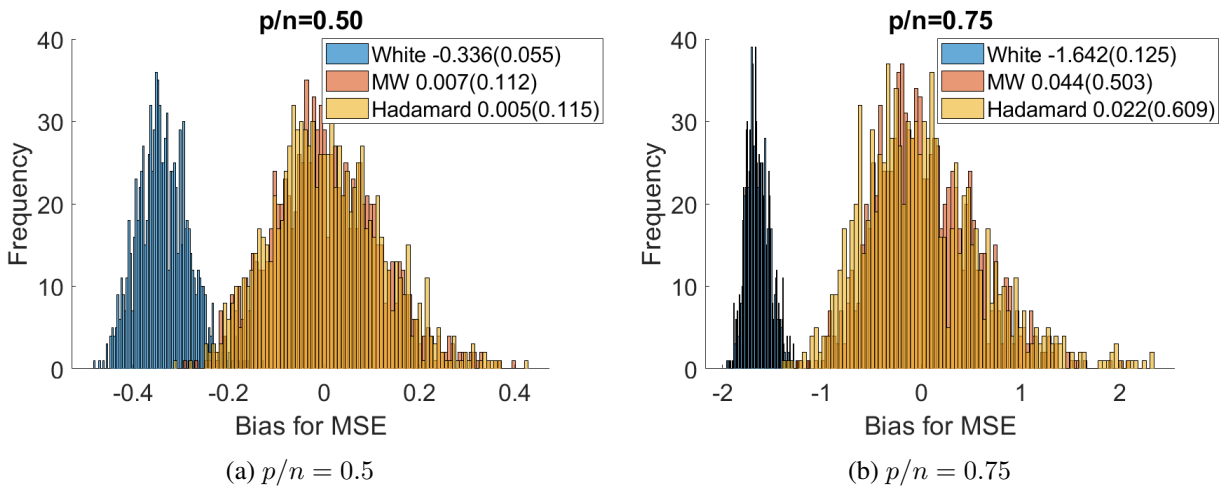 p/n=0.50
40
30
20
10
0
Frequency
White -0.336(0.055)
MW 0.007(0.112)
Hadamard 0.005(0.115)
-0.4
-0.2
0
0.2
0.4
Bias for MSE
(a) p/n = 0.5
p/n=0.75
40
30
20
10
0
Frequency
White -1.642(0.125)
MW 0.044(0.503)
Hadamard 0.022(0.609)
-2
-1
0
1
2
Bias for MSE
(b) p/n = 0.75